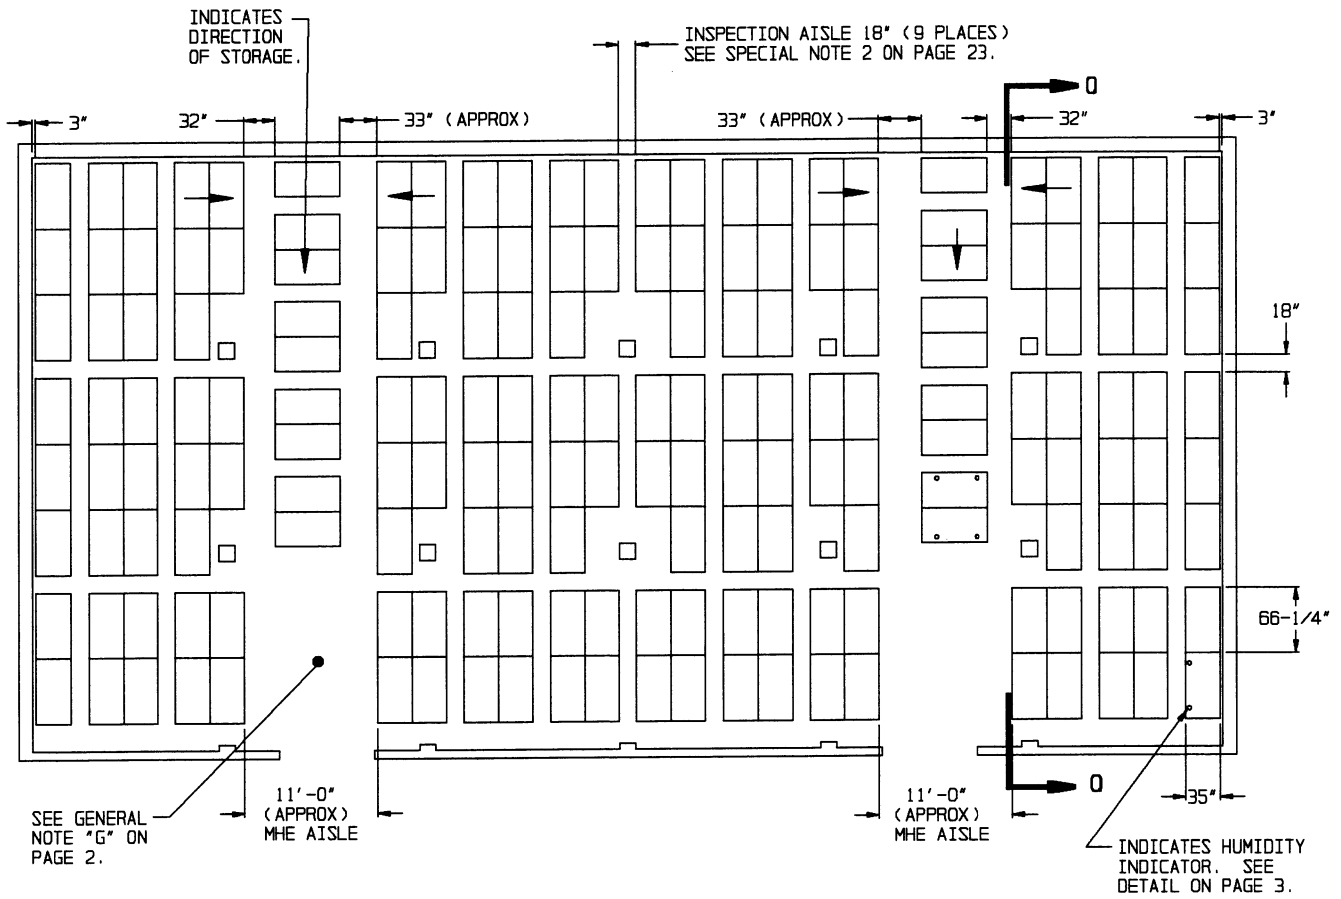 INDICATES
DIRECTION
OF STORAGE.
INSPECTION AISLE 18" (9 PLACES)
SEE SPECIAL NOTE 2 ON PAGE 23.
O
3"
32"
33" (APPROX)
33" (APPROX)
32"
3"
18"
66-1/4"
O
35"
11'-0"
(APPROX)
MHE AISLE
11'-0"
(APPROX)
MHE AISLE
SEE GENERAL
NOTE "G" ON
PAGE 2.
INDICATES HUMIDITY
INDICATOR. SEE
DETAIL ON PAGE 3.